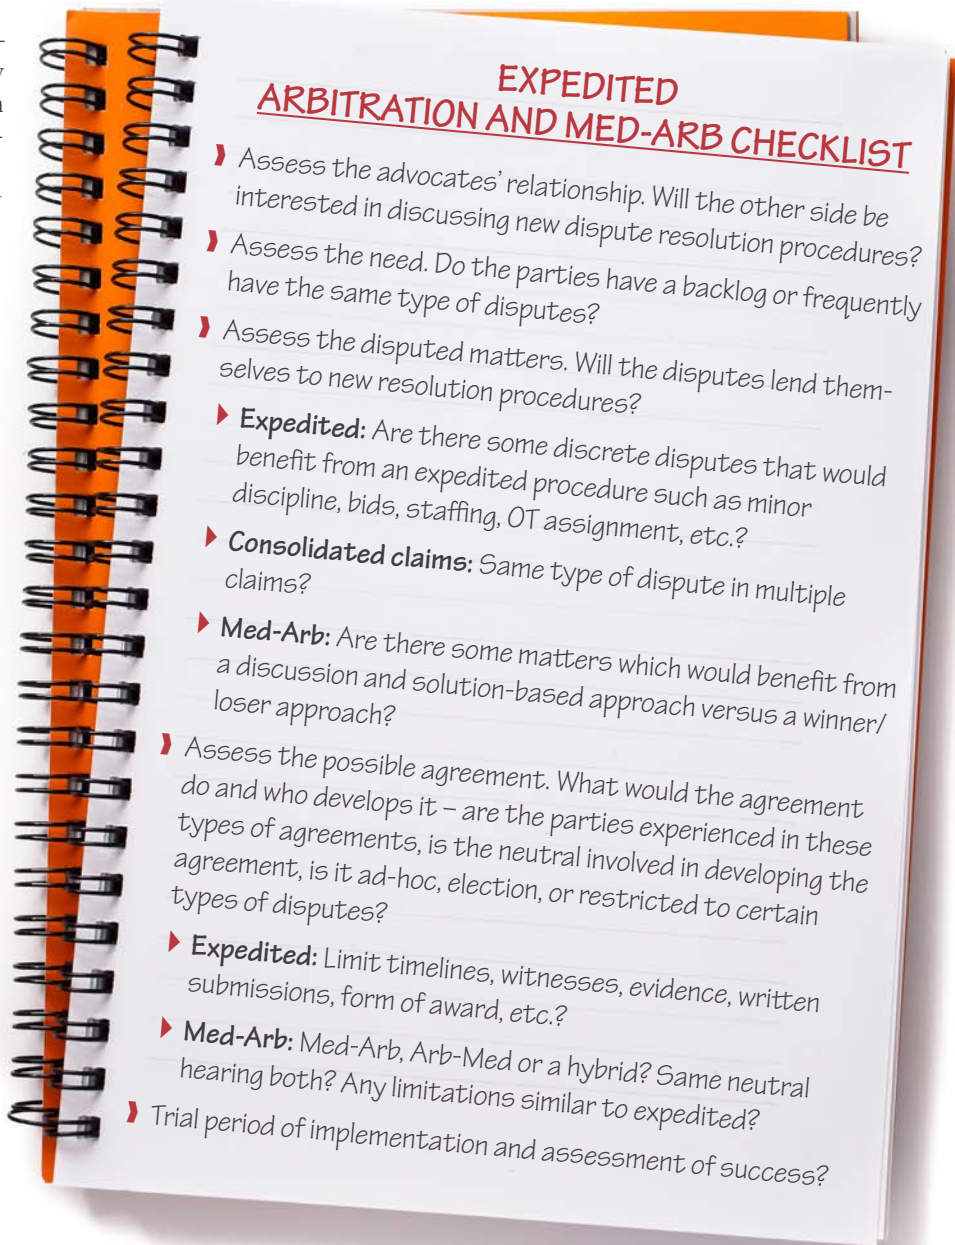 EXPEDITED
ARBITRATION AND MED-ARB CHECKLIST
Assess the advocates' relationship. Will the other side be
interested in discussing new dispute resolution procedures?
Assess the need. Do the parties have a backlog or frequently
have the same type of disputes?
Assess the disputed matters. Will the disputes lend them-
selves to new resolution procedures?
Expedited: Are there some discrete disputes that would
benefit from an expedited procedure such as minor
discipline, bids, staffing, OT assignment, etc.?
Consolidated claims: Same type of dispute in multiple
claims?
Med-Arb: Are there some matters which would benefit from
a discussion and solution-based approach versus a winner/
loser approach?
Assess the possible agreement. What would the agreement
do and who develops it – are the parties experienced in these
types of agreements, is the neutral involved in developing the
agreement, is it ad-hoc, election, or restricted to certain
types of disputes?
Expedited: Limit timelines, witnesses, evidence, written
submissions, form of award, etc.?
Med-Arb: Med-Arb, Arb-Med or a hybrid? Same neutral
hearing both? Any limitations similar to expedited?
Trial period of implementation and assessment of success?